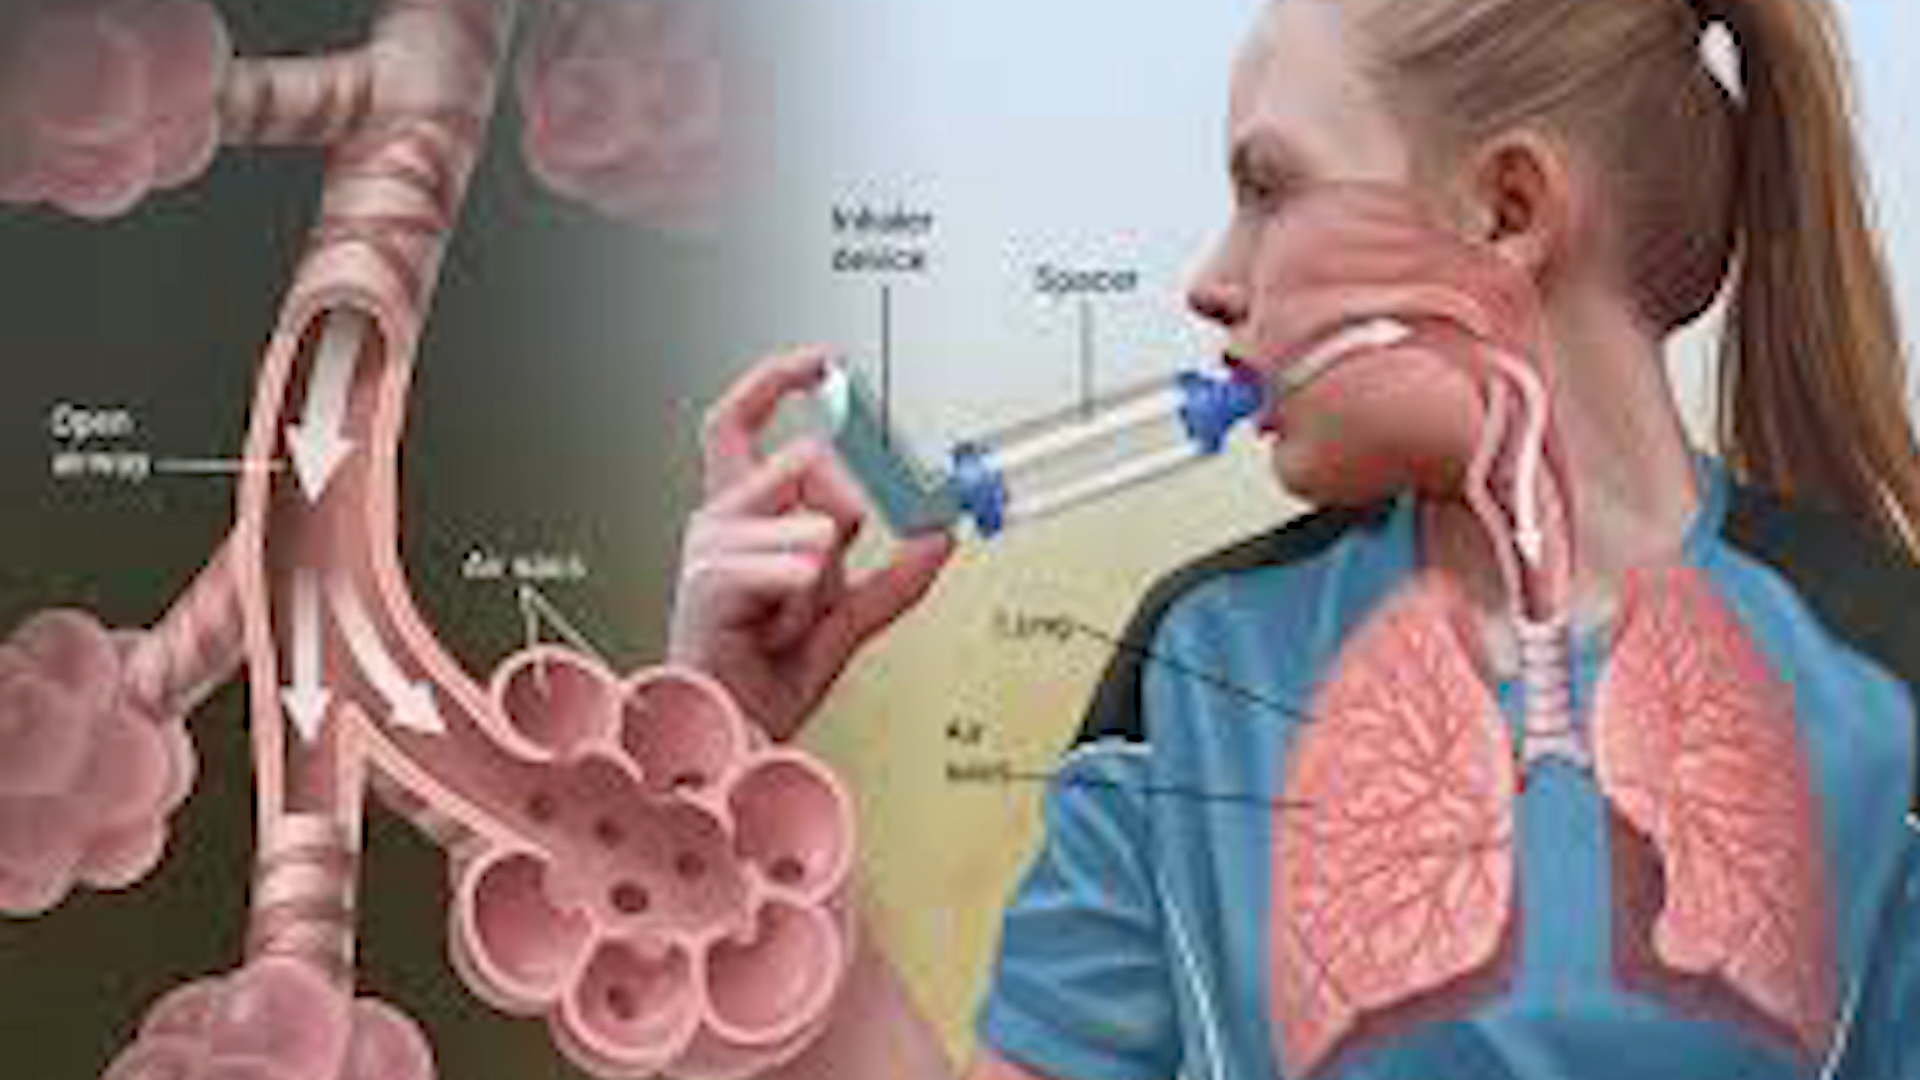 Inhaler
device
Spacer
Open
airway
Air sacs
Lung
Air
sacs